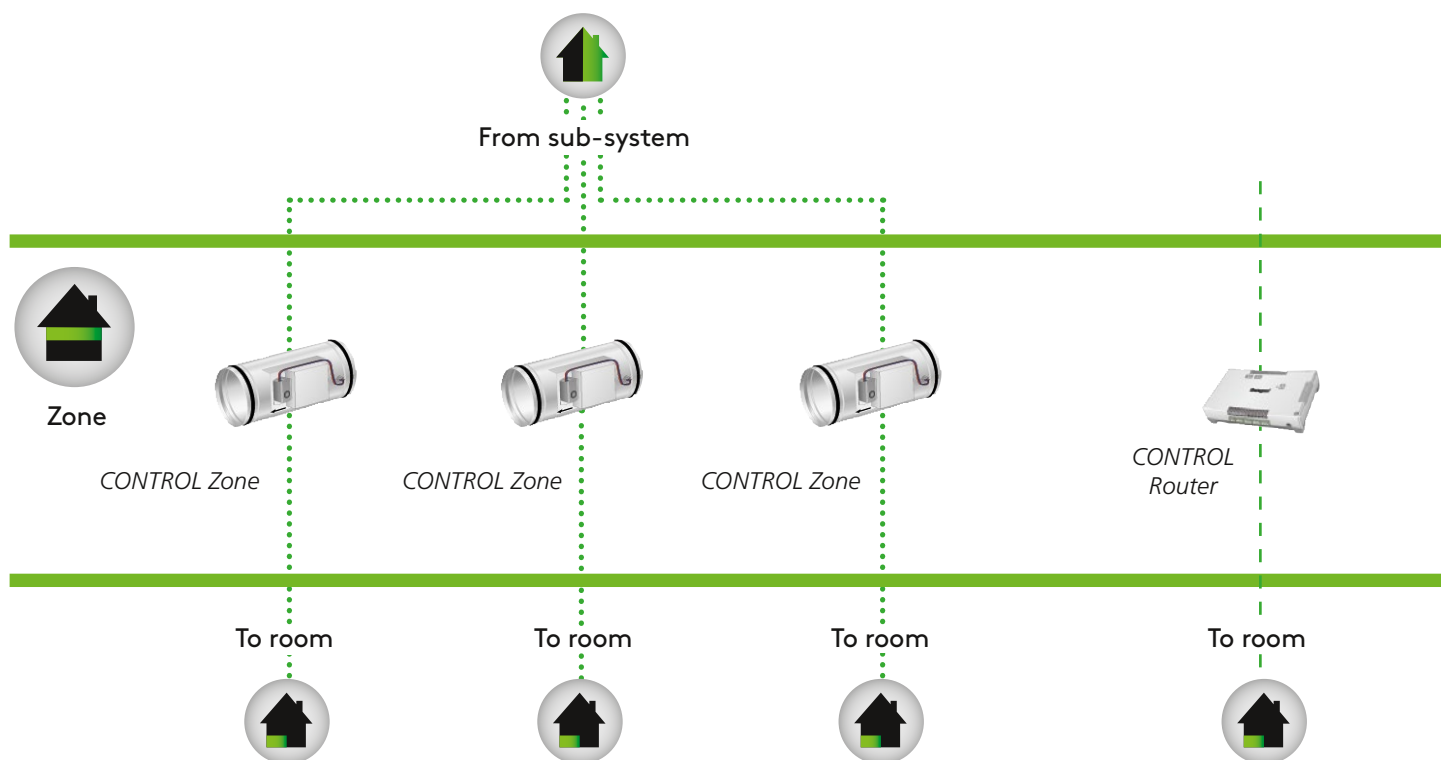 From sub-system
Zone
CONTROL Zone
CONTROL Zone
CONTROL Zone
CONTROL
Router
To room
To room
To room
To room